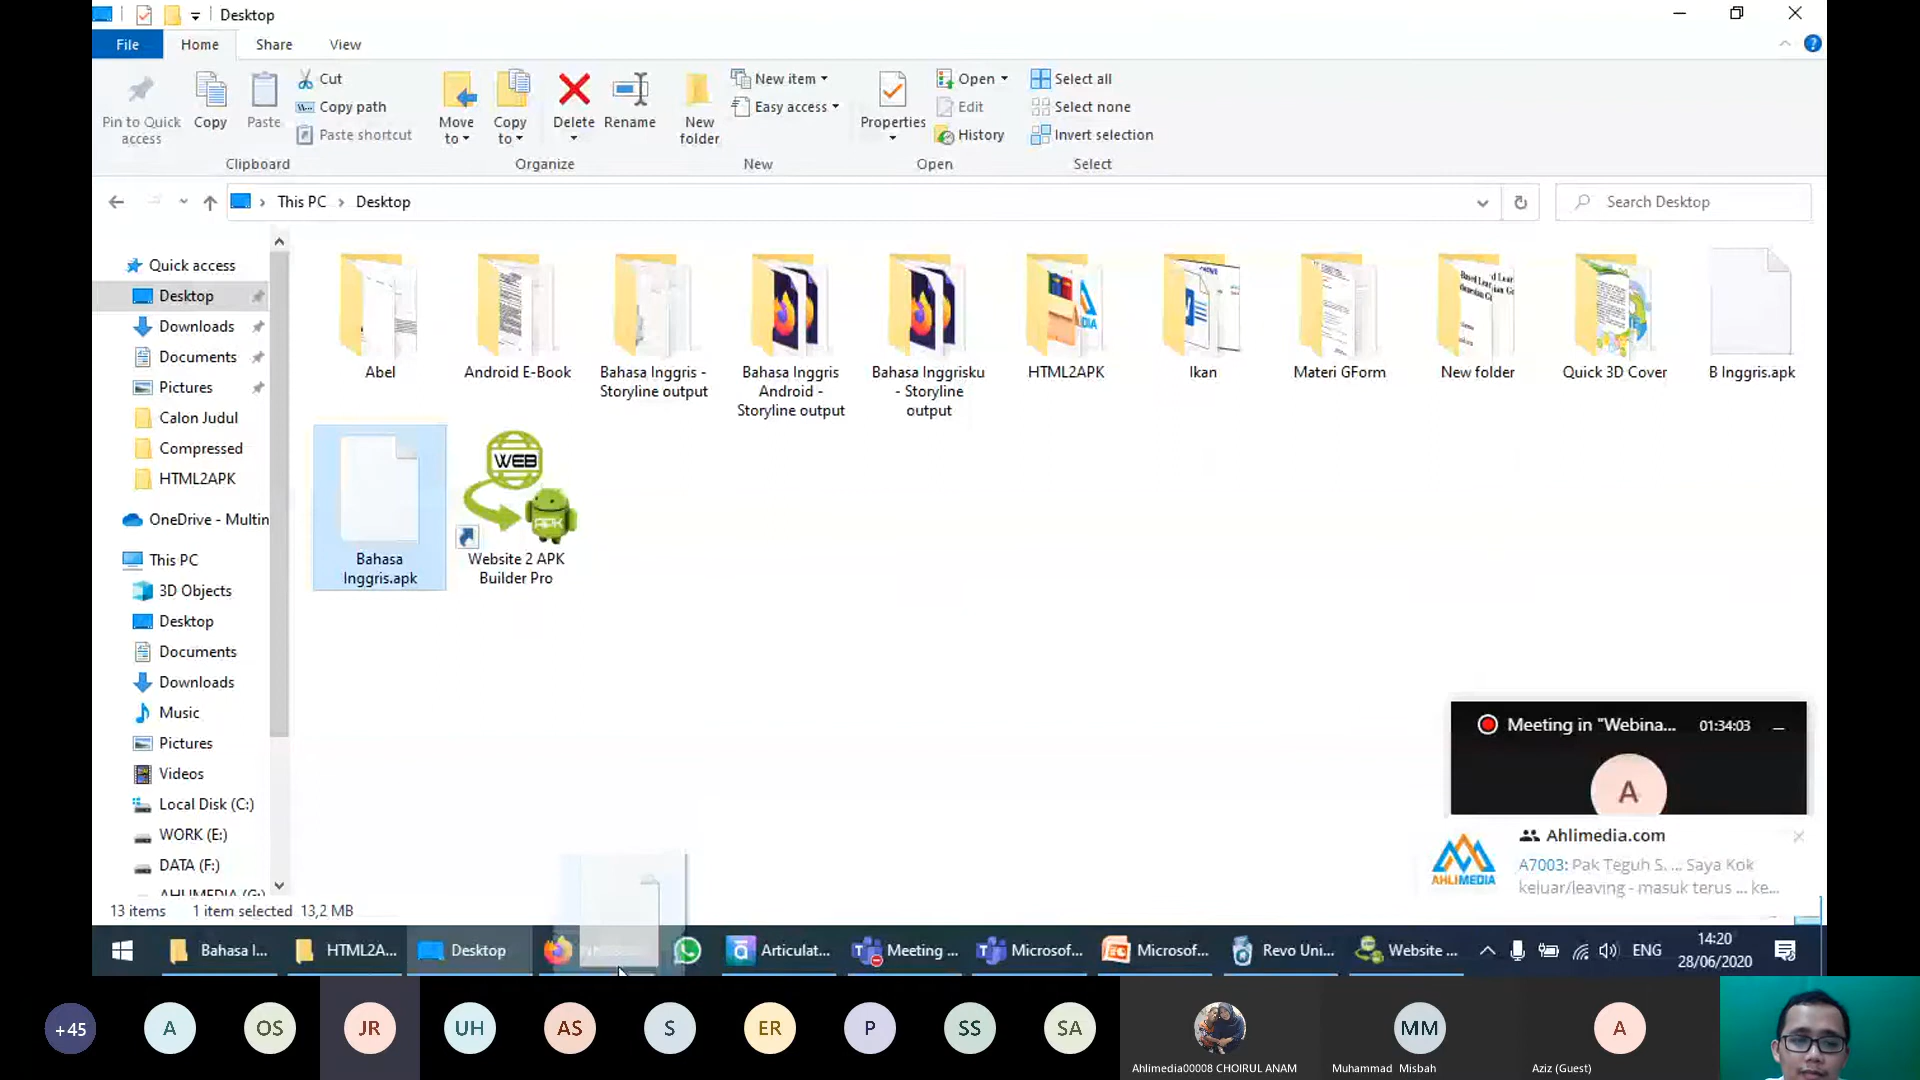 Desktop
File
Home
Share
View
Pin to Quick
access
Copy
Paste
Cut
Copy path
Paste shortcut
Clipboard
Move
to
Copy
to
Delete
Rename
Organize
New
folder
New item
Easy access
New
Properties
Open
Edit
History
Open
Select all
Select none
Invert selection
Select
This PC
Desktop
Search Desktop
Quick access
Desktop
Downloads
Documents
Pictures
Calon Judul
Compressed
HTML2APK
OneDrive - Multin
This PC
3D Objects
Desktop
Documents
Downloads
Music
Pictures
Videos
Local Disk (C:)
WORK (E:)
DATA (F:)
AHLIMEDIA (G:)
Abel
Android E-Book
Bahasa Inggris -
Storyline output
Bahasa Inggris
Android -
Storyline output
Bahasa Inggrisku
- Storyline
output
HTML2APK
Ikan
Materi GForm
New folder
Quick 3D Cover
B Inggris.apk
Bahasa
Inggris.apk
WEB
APK
Website 2 APK
Builder Pro
Meeting in "Webina...
01:34:03
A
Ahlimedia.com
AHLIMEDIA
A7003: Pak Teguh S. ... Saya Kok
keluar/leaving - masuk terus ... ke...
13 items
1 item selected
13,2 MB
Bahasa I...
HTML2A...
Desktop
Articulat...
Meeting ...
Microsof...
Microsof...
Revo Uni...
Website ...
ENG
14:20
28/06/2020
+45
A
OS
JR
UH
AS
S
ER
P
SS
SA
Ahlimedia00008 CHOIRUL ANAM
MM
Muhammad Misbah
A
Aziz (Guest)